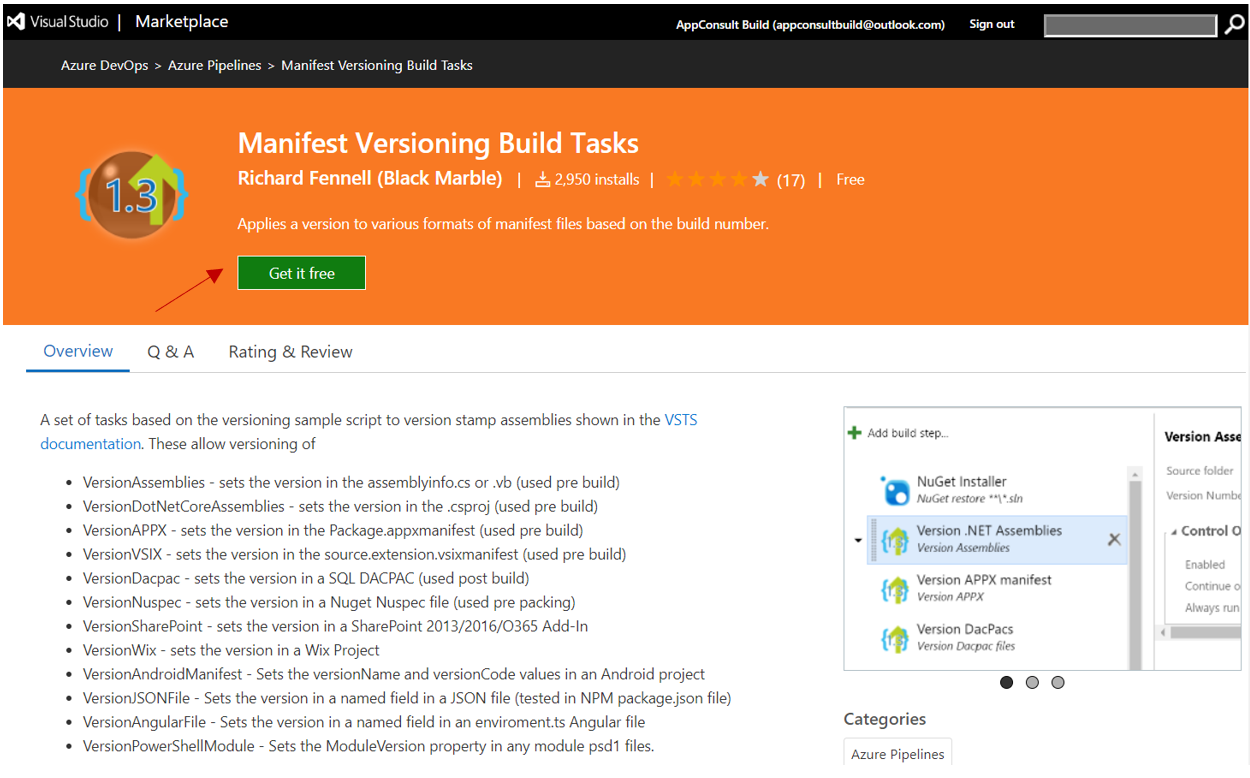 Visual Studio | Marketplace
AppConsult Build (appconsultbuild@outlook.com) Sign out
Azure DevOps > Azure Pipelines > Manifest Versioning Build Tasks
1.3
Manifest Versioning Build Tasks
Richard Fennell (Black Marble) | 2,950 installs | (17) | Free
Applies a version to various formats of manifest files based on the build number.
Get it free
Overview Q & A Rating & Review
A set of tasks based on the versioning sample script to version stamp assemblies shown in the VSTS
documentation. These allow versioning of
• VersionAssemblies - sets the version in the assemblyinfo.cs or .vb (used pre build)
• VersionDotNetCoreAssemblies - sets the version in the .csproj (used pre build)
• VersionAPPX - sets the version in the Package.appxmanifest (used pre build)
• VersionVSIX - sets the version in the source.extension.vsixmanifest (used pre build)
• VersionDacpac - sets the version in a SQL DACPAC (used post build)
• VersionNuspec - sets the version in a Nuget Nuspec file (used pre packing)
• VersionSharePoint - sets the version in a SharePoint 2013/2016/O365 Add-In
• VersionWix - sets the version in a Wix Project
• VersionAndroidManifest - Sets the versionName and versionCode values in an Android project
• VersionJSONFile - Sets the version in a named field in a JSON file (tested in NPM package.json file)
• VersionAngularFile - Sets the version in a named field in an enviroment.ts Angular file
• VersionPowerShellModule - Sets the ModuleVersion property in any module psd1 files.
Add build step...
NuGet Installer
NuGet restore **\*.sln
Version .NET Assemblies
Version Assemblies
Version APPX manifest
Version APPX
Version DacPacs
Version Dacpac files
Version Asse
Source folder
Version Numbe
Control O
Enabled
Continue o
Always run
Categories
Azure Pipelines